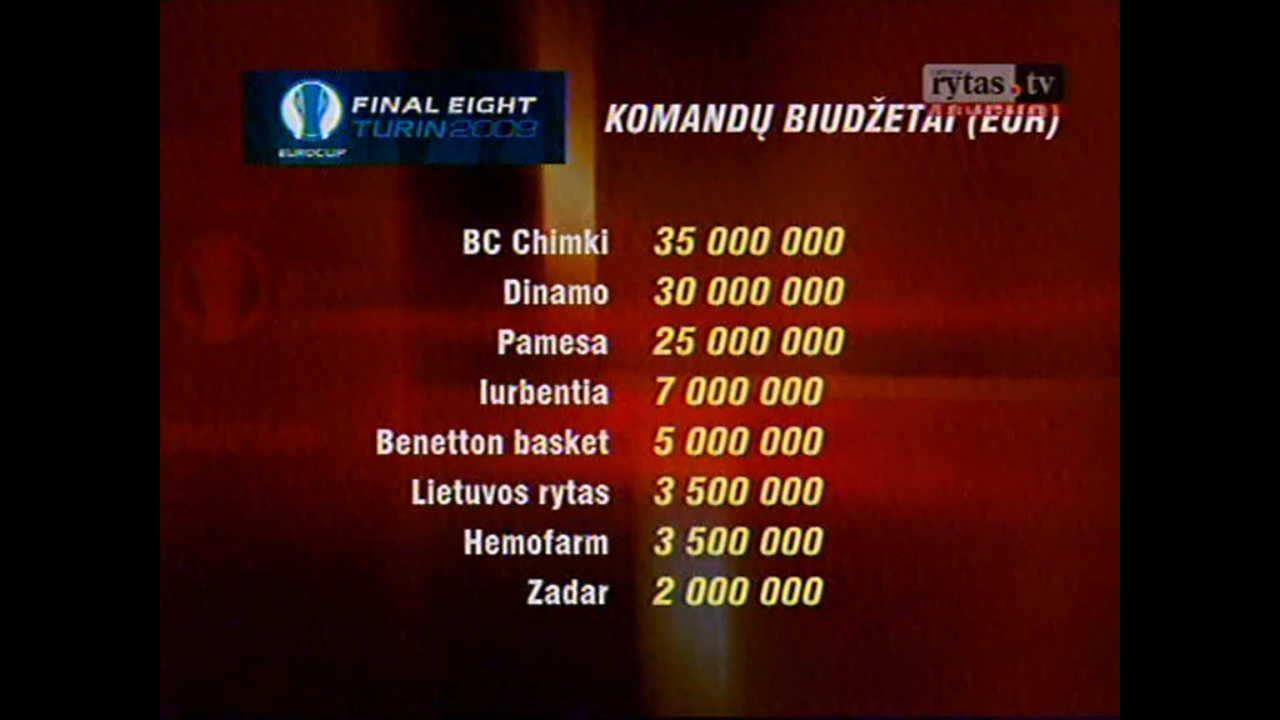 FINAL EIGHT
TURIN 2009
EUROCUP
rytas.tv
KOMANDŲ BIUDŽETAI (EUR)
BC Chimki 35 000 000
Dinamo 30 000 000
Pamesa 25 000 000
Iurbentia 7 000 000
Benetton basket 5 000 000
Lietuvos rytas 3 500 000
Hemofarm 3 500 000
Zadar 2 000 000